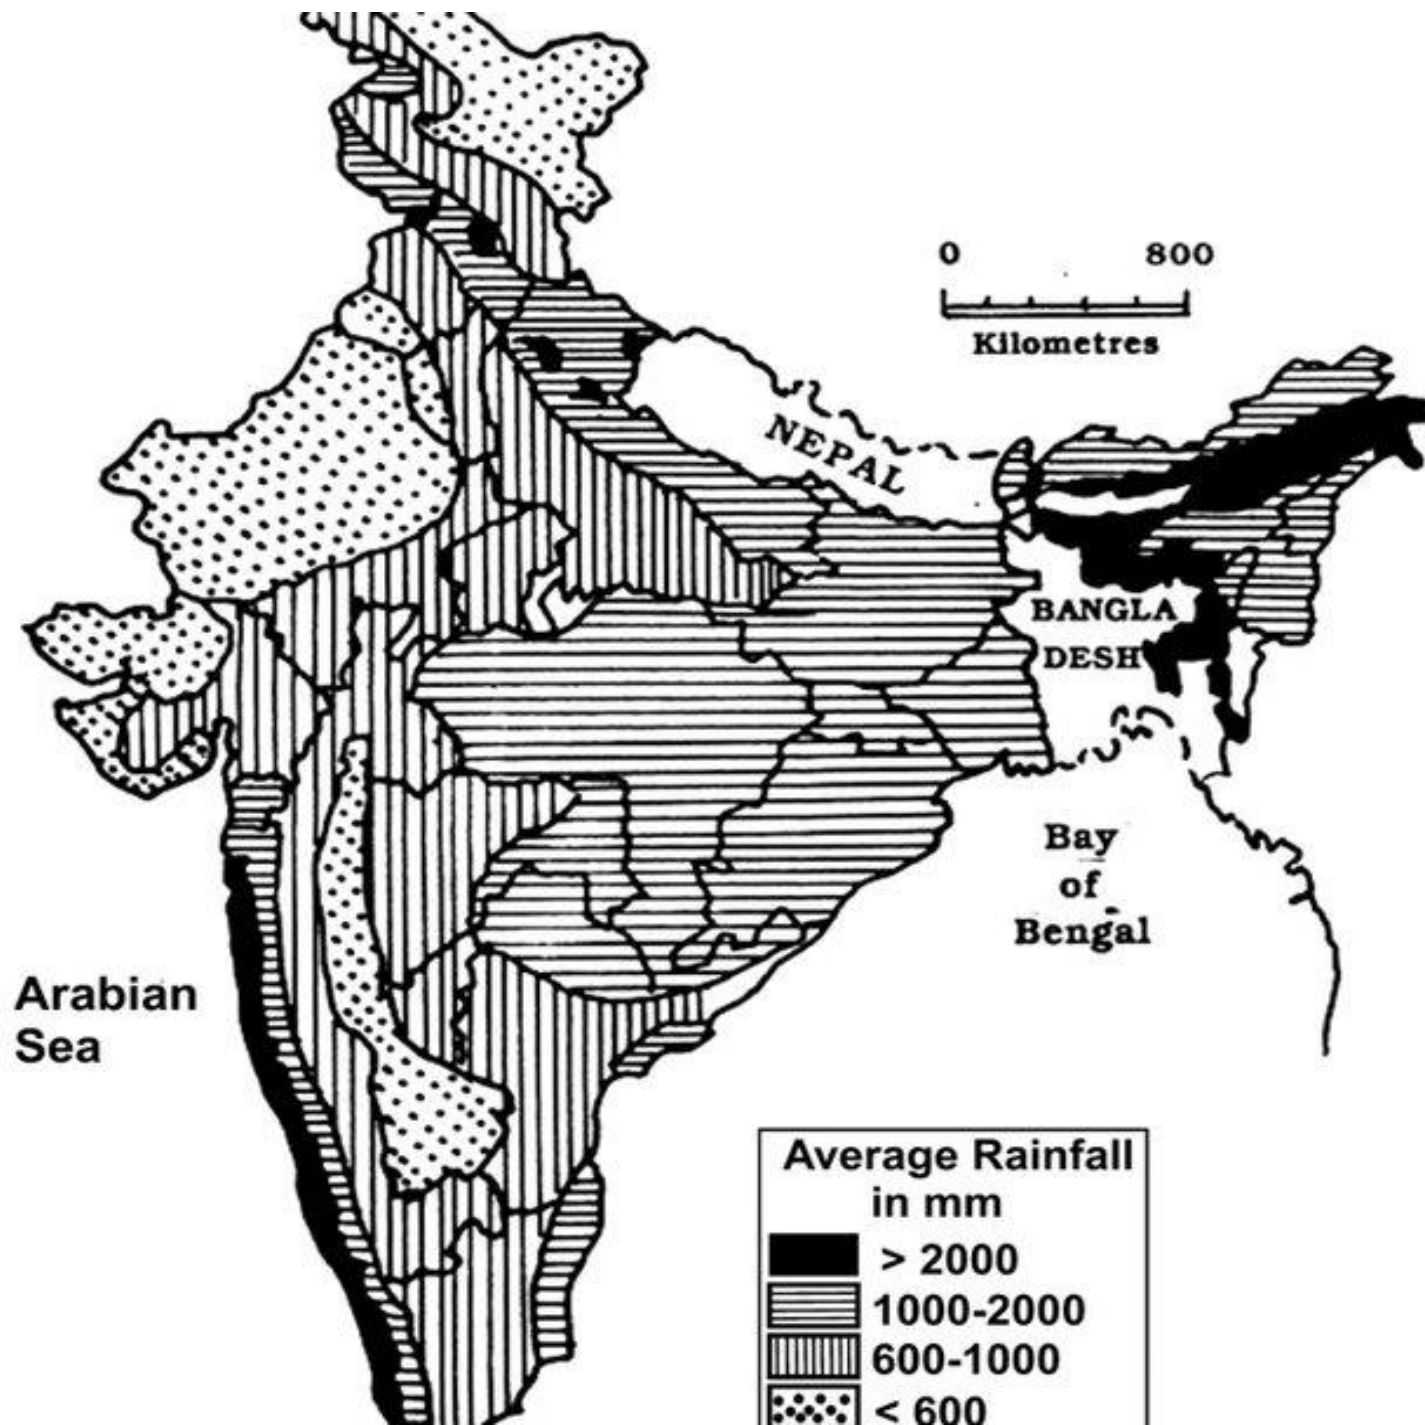 0 800
Kilometres
NEPAL
BANGLA
DESH
Bay
of
Bengal
Arabian
Sea
Average Rainfall
in mm
> 2000
1000-2000
600-1000
< 600